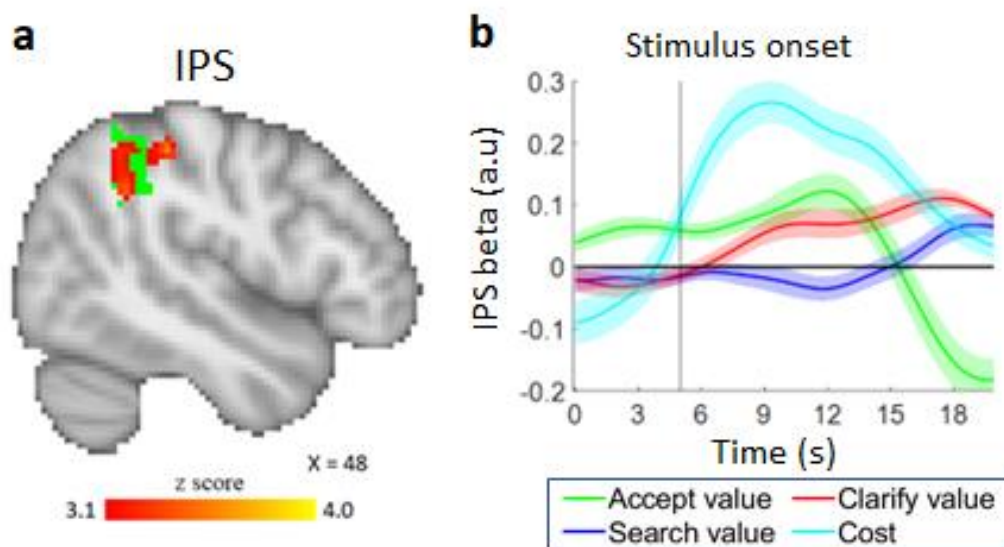 a
IPS
X = 48
z score
3.1 4.0
b
Stimulus onset
IPS beta (a.u)
0.3
0.2
0.1
0
-0.1
-0.2
0 3 6 9 12 15 18
Time (s)
Accept value Clarify value
Search value Cost